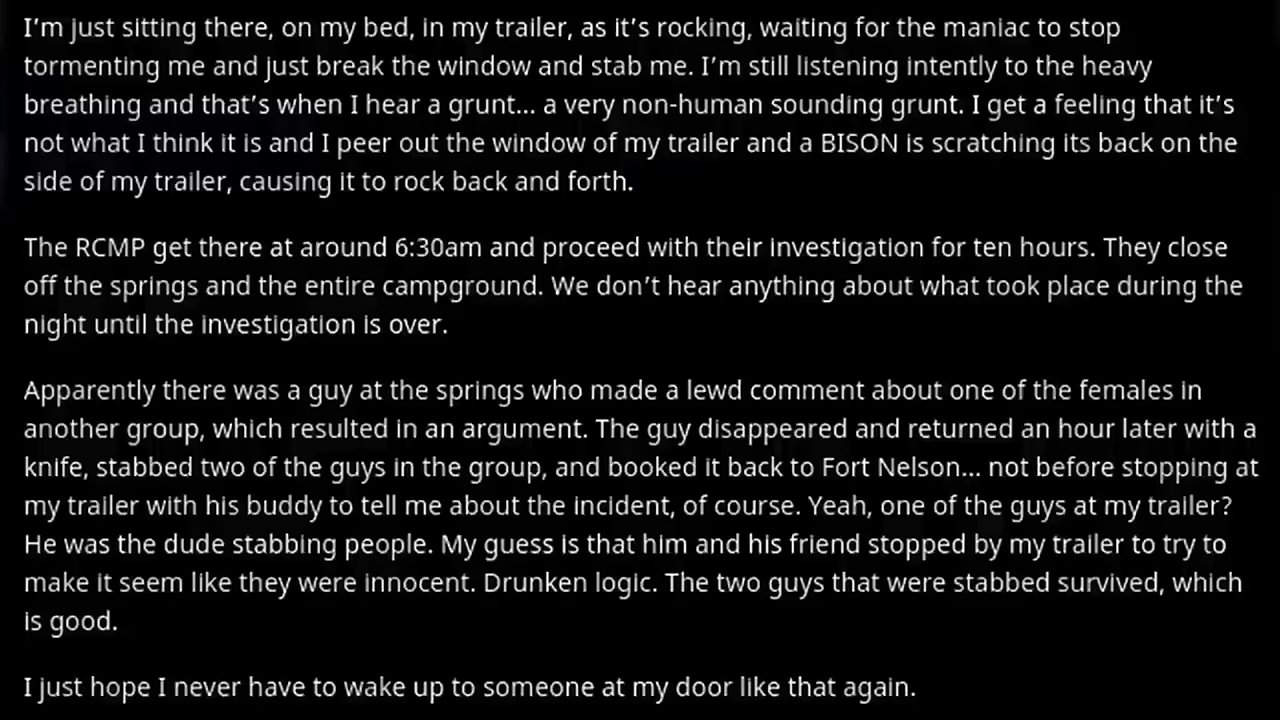 I’m just sitting there, on my bed, in my trailer, as it’s rocking, waiting for the maniac to stop
tormenting me and just break the window and stab me. I’m still listening intently to the heavy
breathing and that’s when I hear a grunt... a very non-human sounding grunt. I get a feeling that it’s
not what I think it is and I peer out the window of my trailer and a BISON is scratching its back on the
side of my trailer, causing it to rock back and forth.
The RCMP get there at around 6:30am and proceed with their investigation for ten hours. They close
off the springs and the entire campground. We don’t hear anything about what took place during the
night until the investigation is over.
Apparently there was a guy at the springs who made a lewd comment about one of the females in
another group, which resulted in an argument. The guy disappeared and returned an hour later with a
knife, stabbed two of the guys in the group, and booked it back to Fort Nelson... not before stopping at
my trailer with his buddy to tell me about the incident, of course. Yeah, one of the guys at my trailer?
He was the dude stabbing people. My guess is that him and his friend stopped by my trailer to try to
make it seem like they were innocent. Drunken logic. The two guys that were stabbed survived, which
is good.
I just hope I never have to wake up to someone at my door like that again.